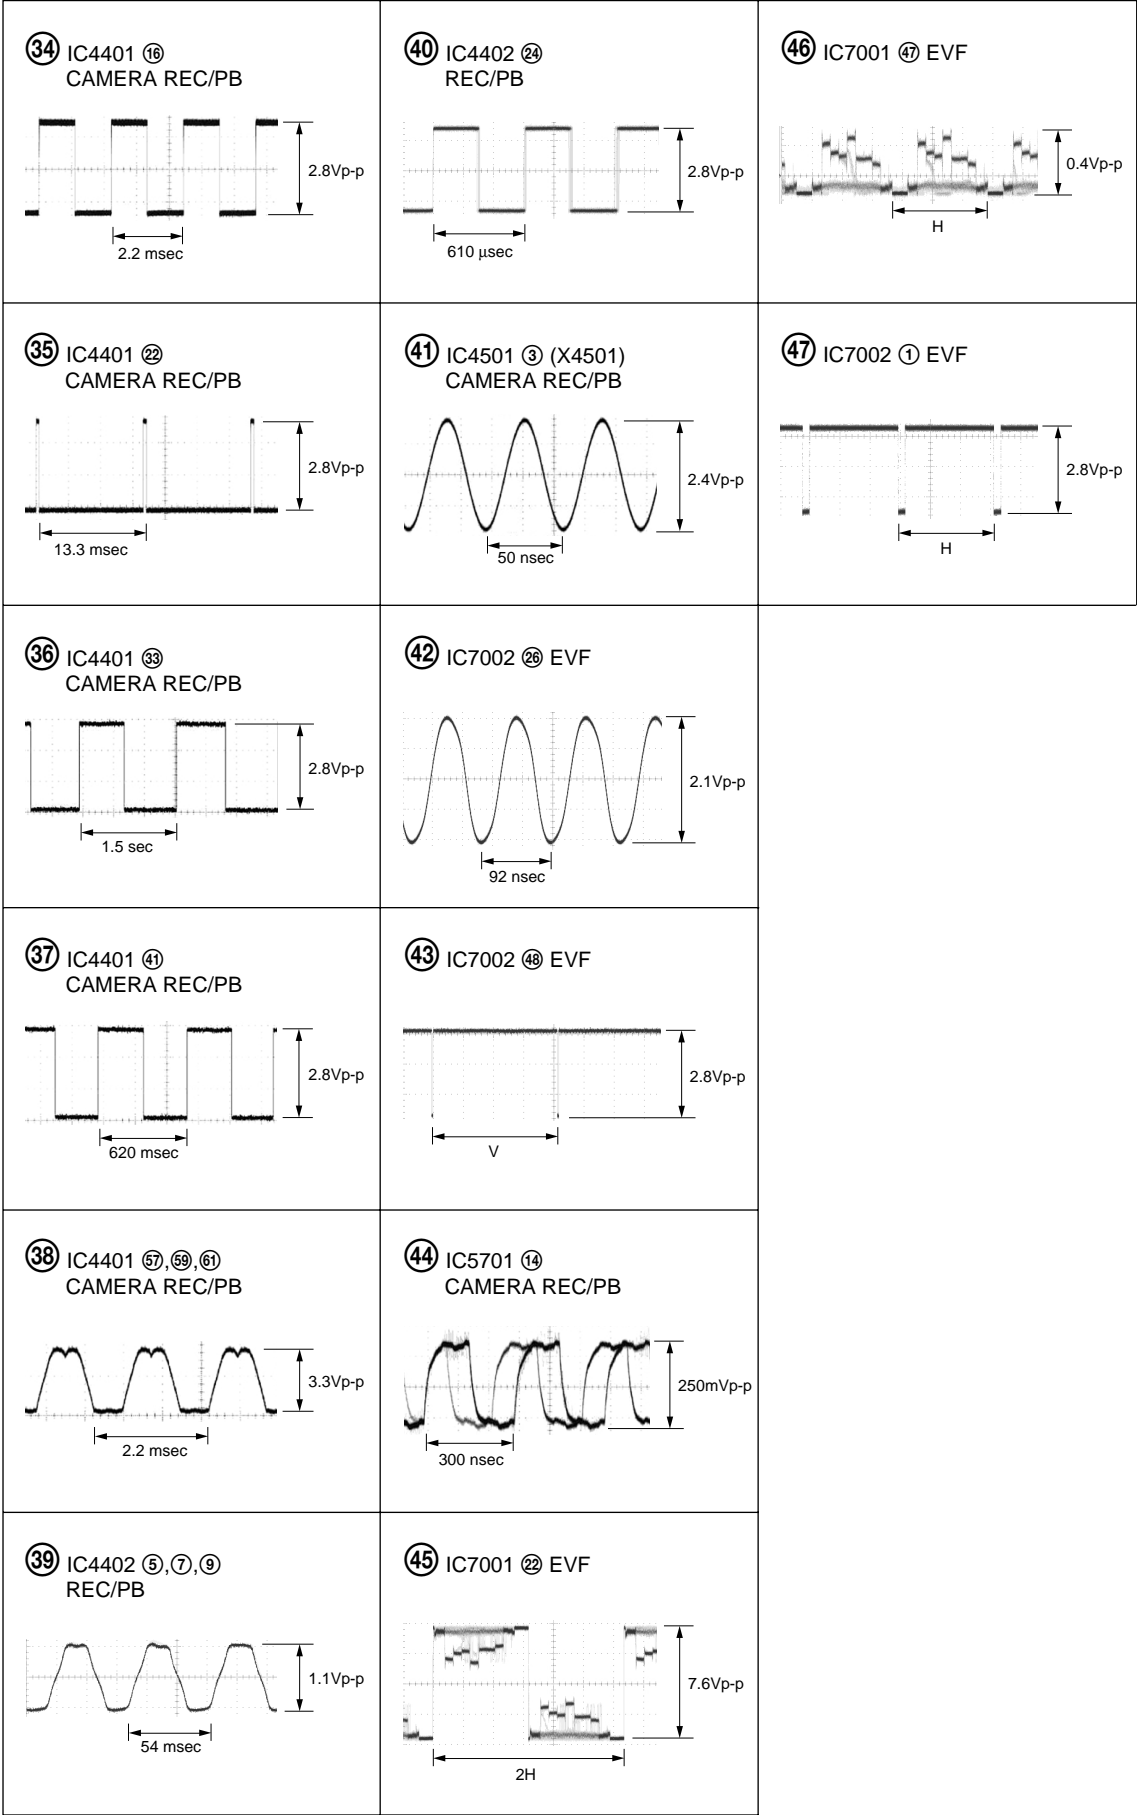 ㉞ IC4401 ⑯
CAMERA REC/PB
2.8Vp-p
2.2 msec
㉟ IC4401 ㉒
CAMERA REC/PB
2.8Vp-p
13.3 msec
㊱ IC4401 ㉝
CAMERA REC/PB
2.8Vp-p
1.5 sec
㊲ IC4401 ㊶
CAMERA REC/PB
2.8Vp-p
620 msec
㊳ IC4401 (57),(59),(61)
CAMERA REC/PB
3.3Vp-p
2.2 msec
㊴ IC4402 ⑤,⑦,⑨
REC/PB
1.1Vp-p
54 msec
㊵ IC4402 ㉔
REC/PB
2.8Vp-p
610 μsec
㊶ IC4501 ③ (X4501)
CAMERA REC/PB
2.4Vp-p
50 nsec
㊷ IC7002 ㉖ EVF
2.1Vp-p
92 nsec
㊸ IC7002 ㊽ EVF
2.8Vp-p
V
㊹ IC5701 ⑭
CAMERA REC/PB
250mVp-p
300 nsec
㊺ IC7001 ㉒ EVF
7.6Vp-p
2H
㊻ IC7001 ㊼ EVF
0.4Vp-p
H
㊼ IC7002 ① EVF
2.8Vp-p
H